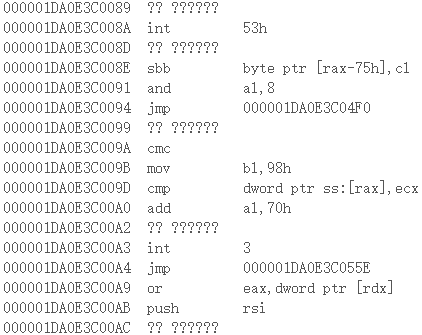 000001DA0E3C0089 ?? ??????
000001DA0E3C008A int 53h
000001DA0E3C008D ?? ??????
000001DA0E3C008E sbb byte ptr [rax-75h],cl
000001DA0E3C0091 and al,8
000001DA0E3C0094 jmp 000001DA0E3C04F0
000001DA0E3C0099 ?? ??????
000001DA0E3C009A cmc
000001DA0E3C009B mov bl,98h
000001DA0E3C009D cmp dword ptr ss:[rax],ecx
000001DA0E3C00A0 add al,70h
000001DA0E3C00A2 ?? ??????
000001DA0E3C00A3 int 3
000001DA0E3C00A4 jmp 000001DA0E3C055E
000001DA0E3C00A9 or eax,dword ptr [rdx]
000001DA0E3C00AB push rsi
000001DA0E3C00AC ?? ??????